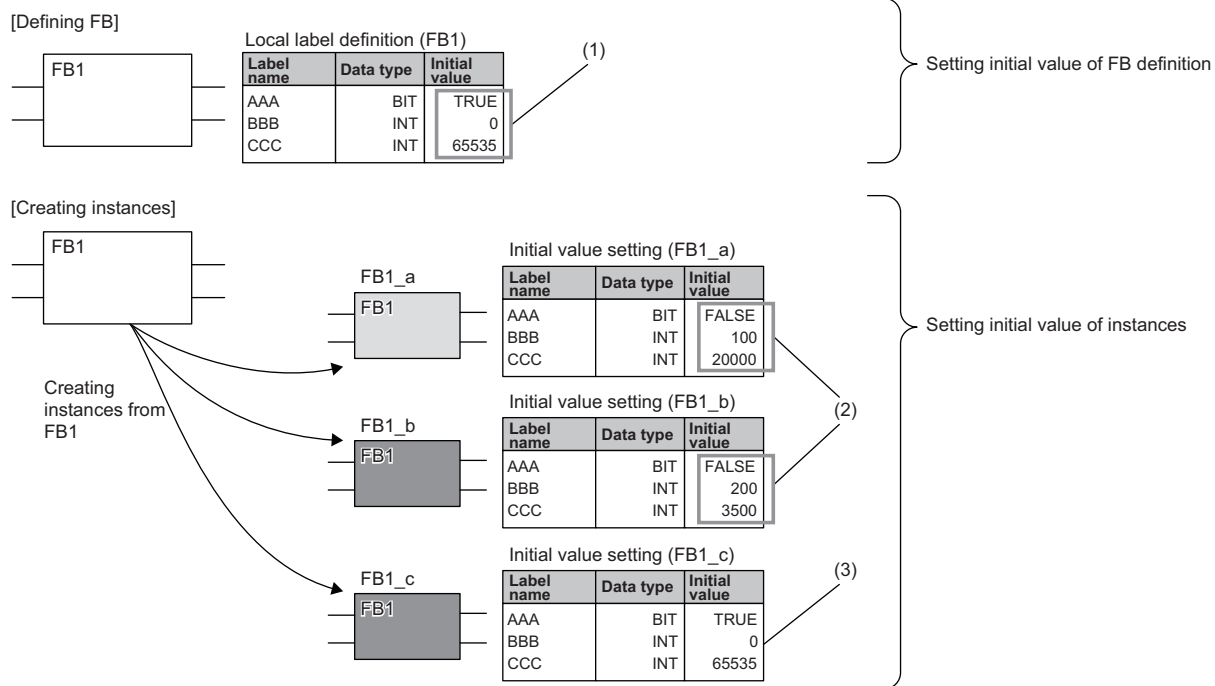 [Defining FB]
FB1
Local label definition (FB1)
Label name Data type Initial value
AAA BIT TRUE
BBB INT 0
CCC INT 65535
(1)
Setting initial value of FB definition
[Creating instances]
FB1
Creating
instances from
FB1
FB1_a
FB1
Initial value setting (FB1_a)
Label name Data type Initial value
AAA BIT FALSE
BBB INT 100
CCC INT 20000
Setting initial value of instances
(2)
FB1_b
FB1
Initial value setting (FB1_b)
Label name Data type Initial value
AAA BIT FALSE
BBB INT 200
CCC INT 3500
FB1_c
FB1
Initial value setting (FB1_c)
Label name Data type Initial value
AAA BIT TRUE
BBB INT 0
CCC INT 65535
(3)